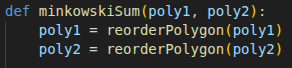 def minkowskiSum(poly1, poly2):
    poly1 = reorderPolygon(poly1)
    poly2 = reorderPolygon(poly2)